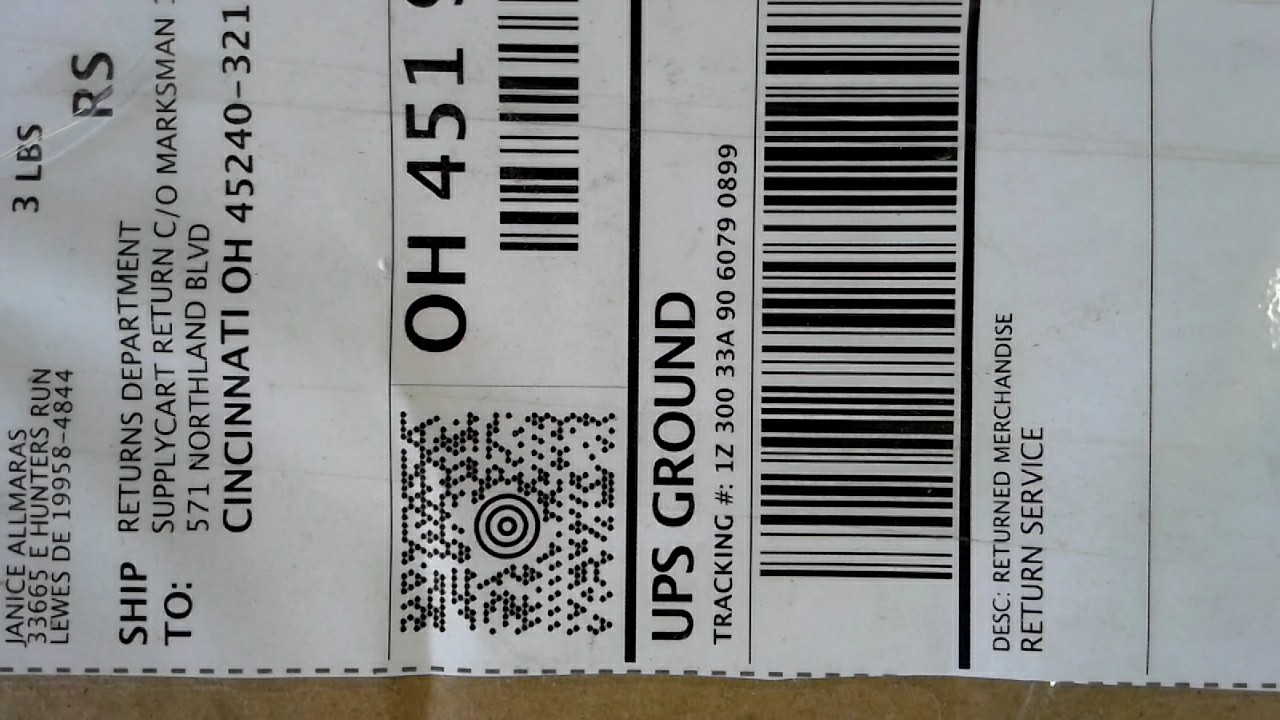 JANICE ALLMARAS
33665 E HUNTERS RUN
LEWES DE 19958-4844
3 LBS
RS
SHIP TO:
RETURNS DEPARTMENT
SUPPLYCART RETURN C/O MARKSMAN
571 NORTHLAND BLVD
CINCINNATI OH 45240-321
OH 451
UPS GROUND
TRACKING #: 1Z 300 33A 90 6079 0899
DESC: RETURNED MERCHANDISE
RETURN SERVICE